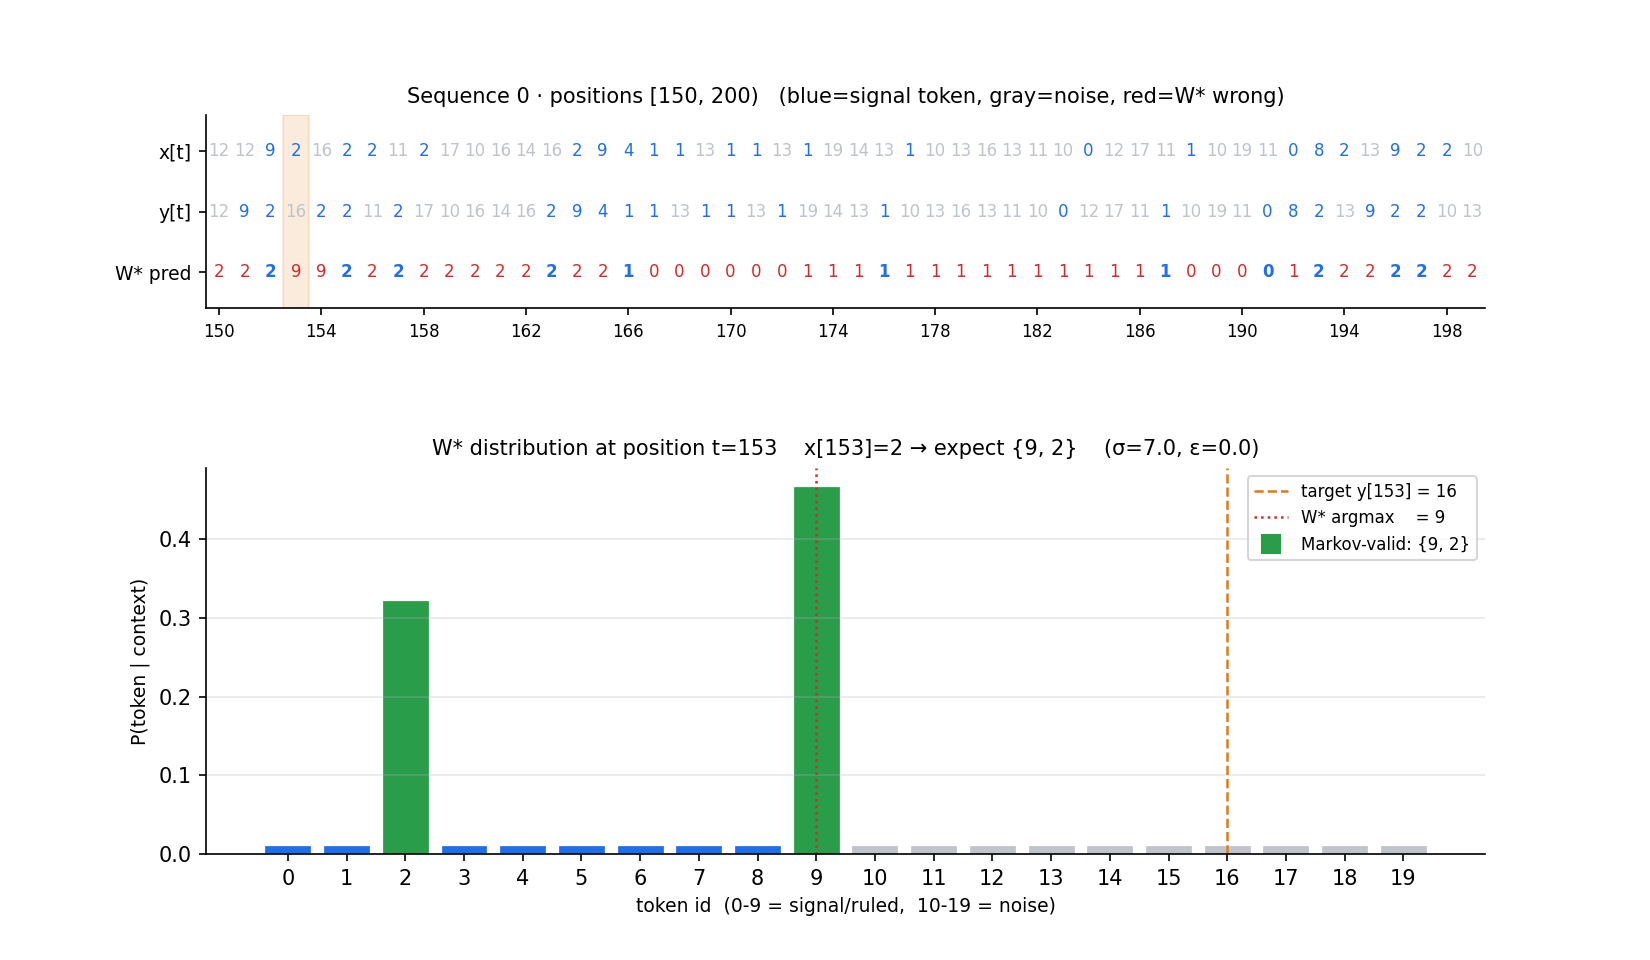 Sequence 0 · positions [150, 200)   (blue=signal token, gray=noise, red=W* wrong)
x[t] 12 12 9 2 16 2 2 11 2 17 10 16 14 16 2 9 4 1 1 13 1 1 13 1 19 14 13 1 10 13 16 13 11 10 0 12 17 11 1 10 19 11 0 8 2 13 9 2 2 10
y[t] 12 9 2 16 2 2 11 2 17 10 16 14 16 2 9 4 1 1 13 1 1 13 1 19 14 13 1 10 13 16 13 11 10 0 12 17 11 1 10 19 11 0 8 2 13 9 2 2 10 13
W* pred 2 2 2 9 9 2 2 2 2 2 2 2 2 2 2 2 1 0 0 0 0 0 0 1 1 1 1 1 1 1 1 1 1 1 1 1 1 1 0 0 0 0 1 2 2 2 2 2 2 2
150 154 158 162 166 170 174 178 182 186 190 194 198
W* distribution at position t=153    x[153]=2 → expect {9, 2}    (σ=7.0, ε=0.0)
target y[153] = 16
W* argmax    = 9
Markov-valid: {9, 2}
P(token | context)
0.4
0.3
0.2
0.1
0.0
0 1 2 3 4 5 6 7 8 9 10 11 12 13 14 15 16 17 18 19
token id  (0-9 = signal/ruled,  10-19 = noise)